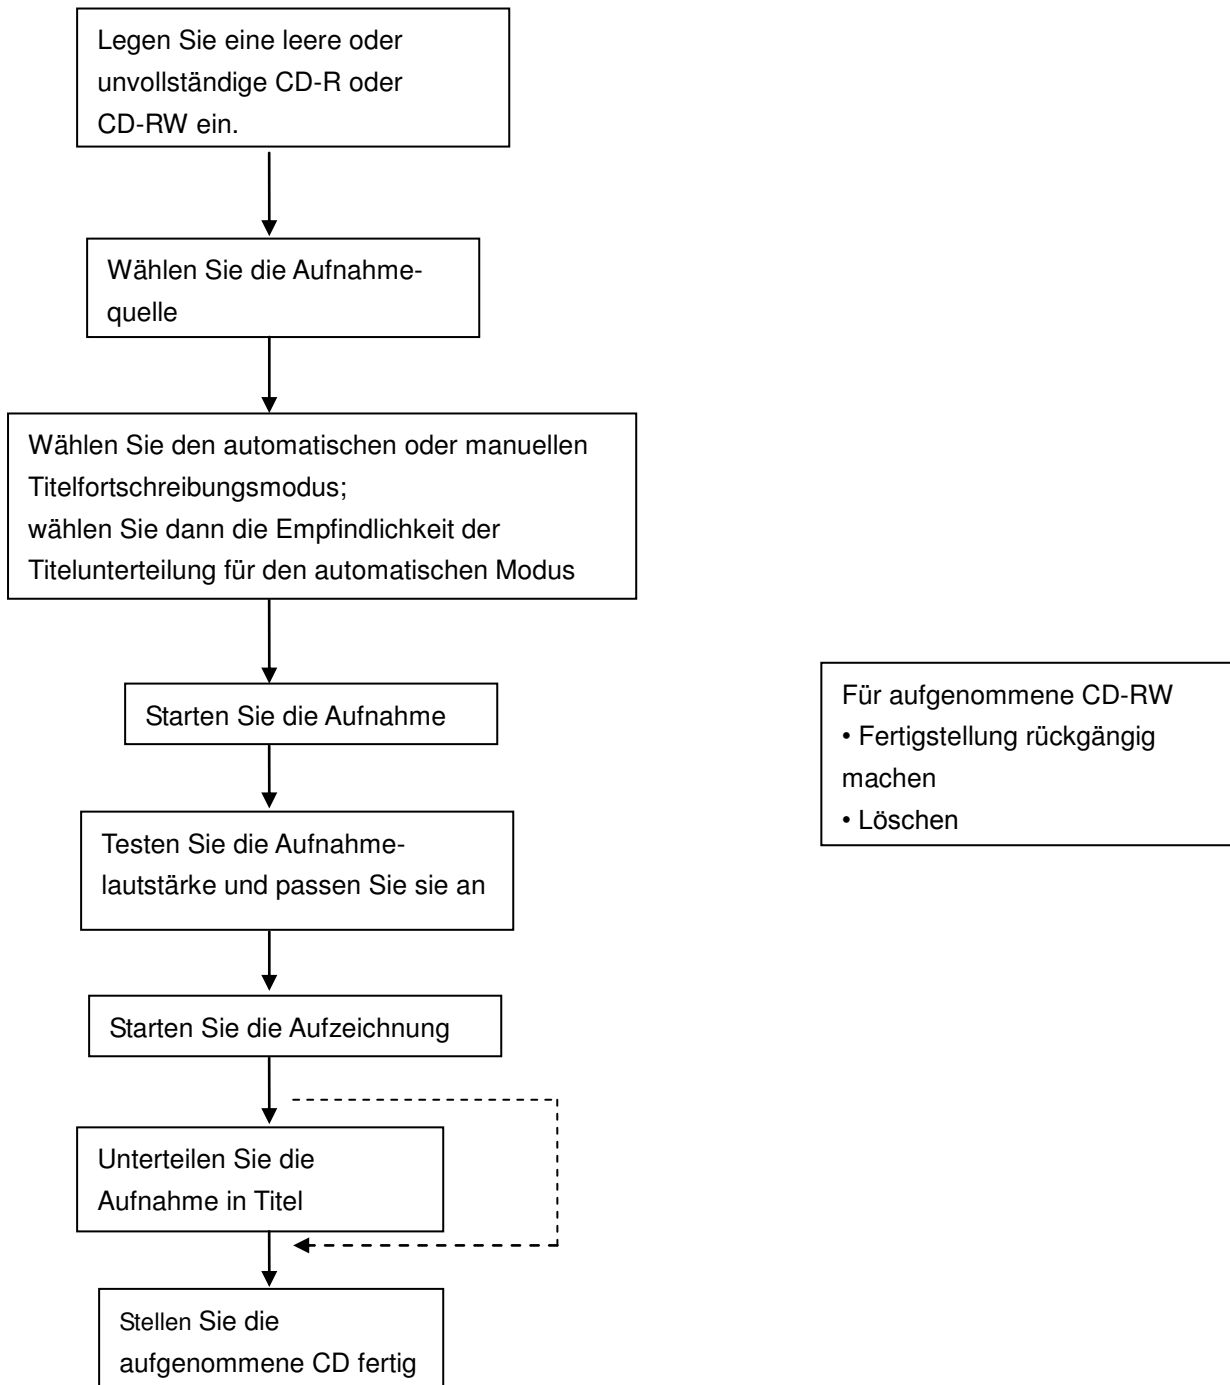 Legen Sie eine leere oder
unvollständige CD-R oder
CD-RW ein.
Wählen Sie die Aufnahme-
quelle
Wählen Sie den automatischen oder manuellen
Titelfortschreibungsmodus;
wählen Sie dann die Empfindlichkeit der
Titelunterteilung für den automatischen Modus
Starten Sie die Aufnahme
Testen Sie die Aufnahme-
lautstärke und passen Sie sie an
Starten Sie die Aufzeichnung
Unterteilen Sie die
Aufnahme in Titel
Stellen Sie die
aufgenommene CD fertig
Für aufgenommene CD-RW
• Fertigstellung rückgängig
machen
• Löschen